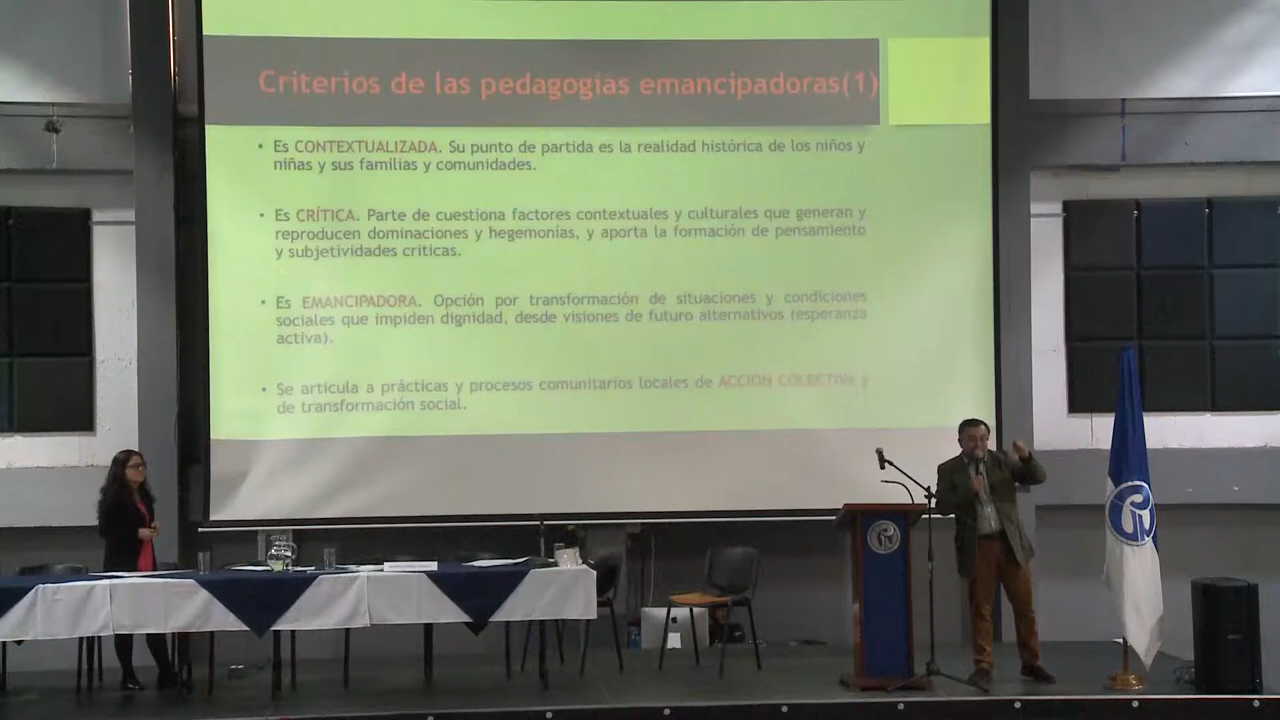 Criterios de las pedagogías emancipadoras(1)
• Es CONTEXTUALIZADA. Su punto de partida es la realidad histórica de los niños y
niñas y sus familias y comunidades.
• Es CRÍTICA. Parte de cuestiona factores contextuales y culturales que generan y
reproducen dominaciones y hegemonías, y aporta la formación de pensamiento
y subjetividades críticas.
• Es EMANCIPADORA. Opción por transformación de situaciones y condiciones
sociales que impiden dignidad, desde visiones de futuro alternativos (esperanza
activa).
• Se articula a prácticas y procesos comunitarios locales de ACCIÓN COLECTIVA y
de transformación social.